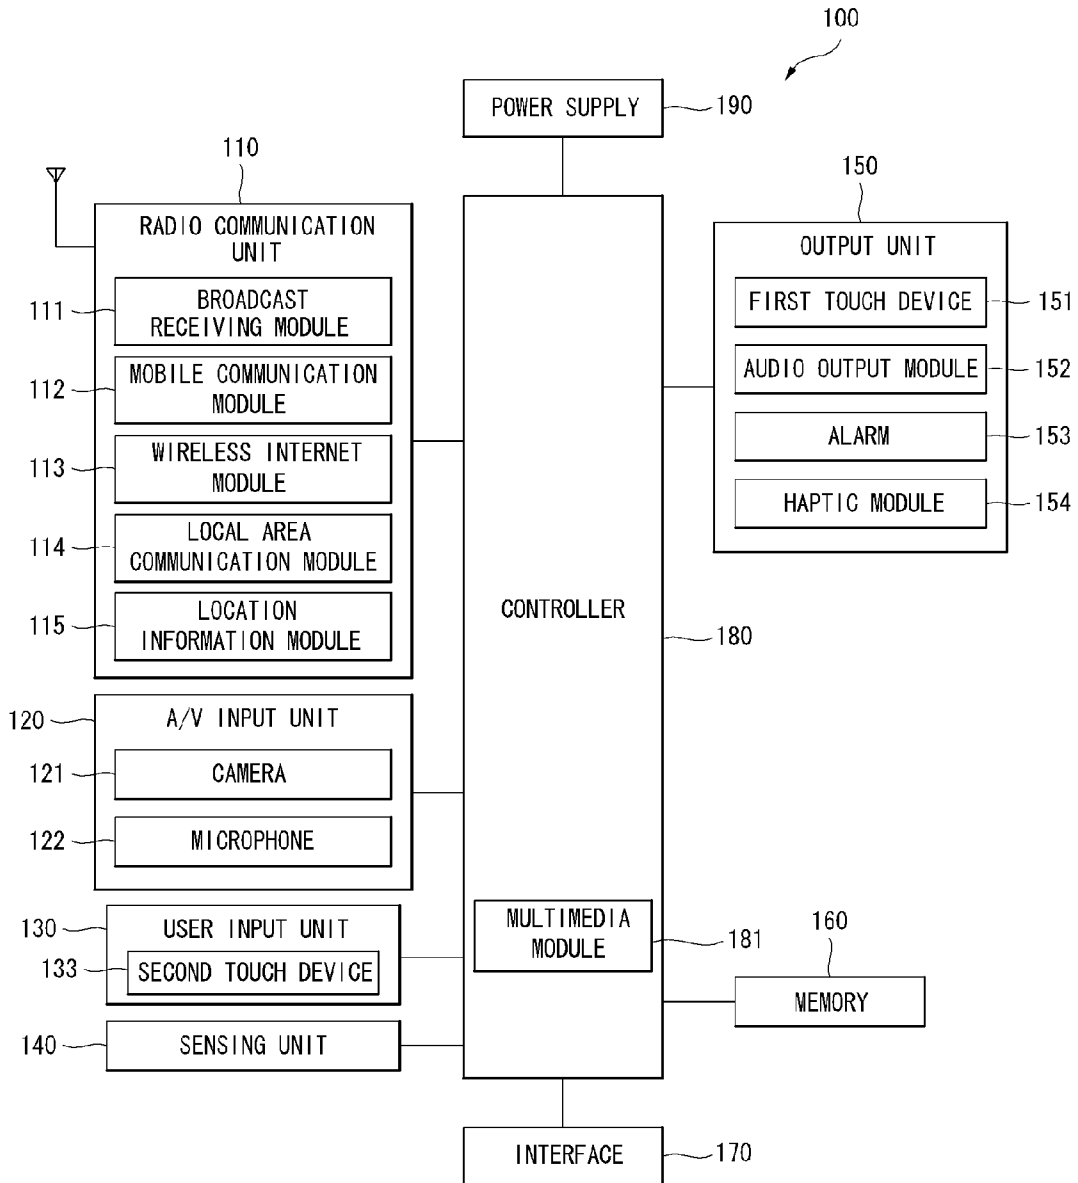 100
POWER SUPPLY
190
110
RADIO COMMUNICATION
UNIT
111
BROADCAST
RECEIVING MODULE
112
MOBILE COMMUNICATION
MODULE
113
WIRELESS INTERNET
MODULE
114
LOCAL AREA
COMMUNICATION MODULE
115
LOCATION
INFORMATION MODULE
120
A/V INPUT UNIT
121
CAMERA
122
MICROPHONE
130
USER INPUT UNIT
133
SECOND TOUCH DEVICE
140
SENSING UNIT
CONTROLLER
180
MULTIMEDIA
MODULE
181
150
OUTPUT UNIT
FIRST TOUCH DEVICE
151
AUDIO OUTPUT MODULE
152
ALARM
153
HAPTIC MODULE
154
160
MEMORY
INTERFACE
170